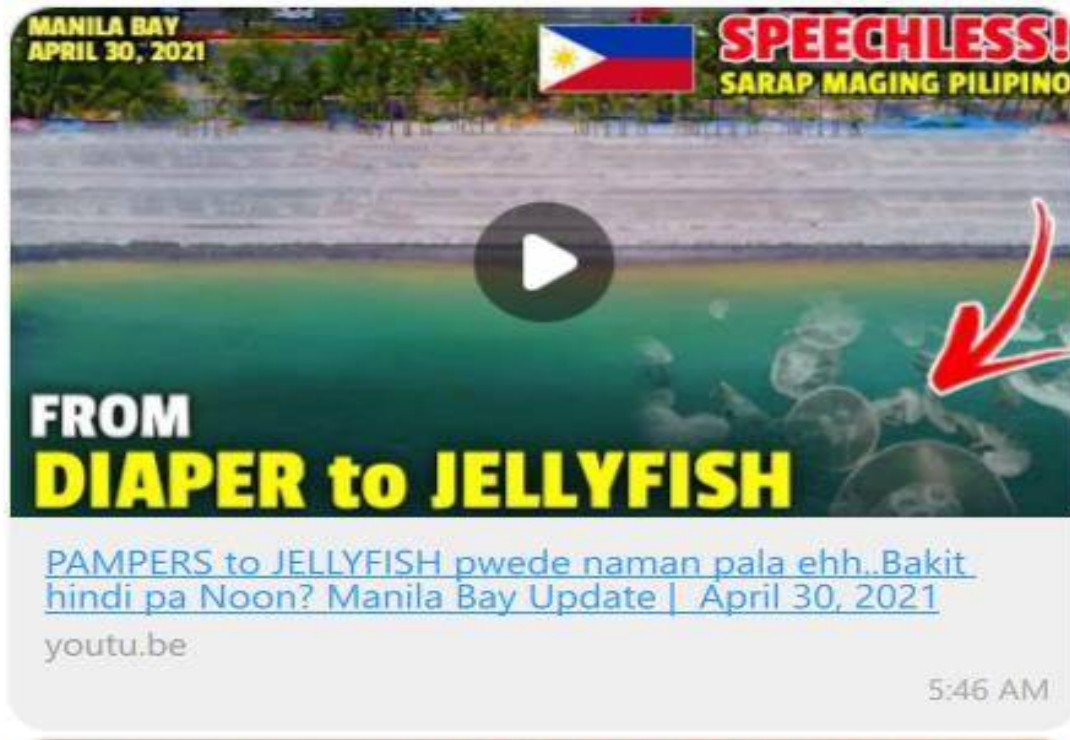 MANILA BAY
APRIL 30, 2021
SPEECHLESS!
SARAP MAGING PILIPINO
FROM
DIAPER to JELLYFISH
PAMPERS to JELLYFISH pwede naman pala ehh..Bakit
hindi pa Noon? Manila Bay Update | April 30, 2021
youtu.be
5:46 AM